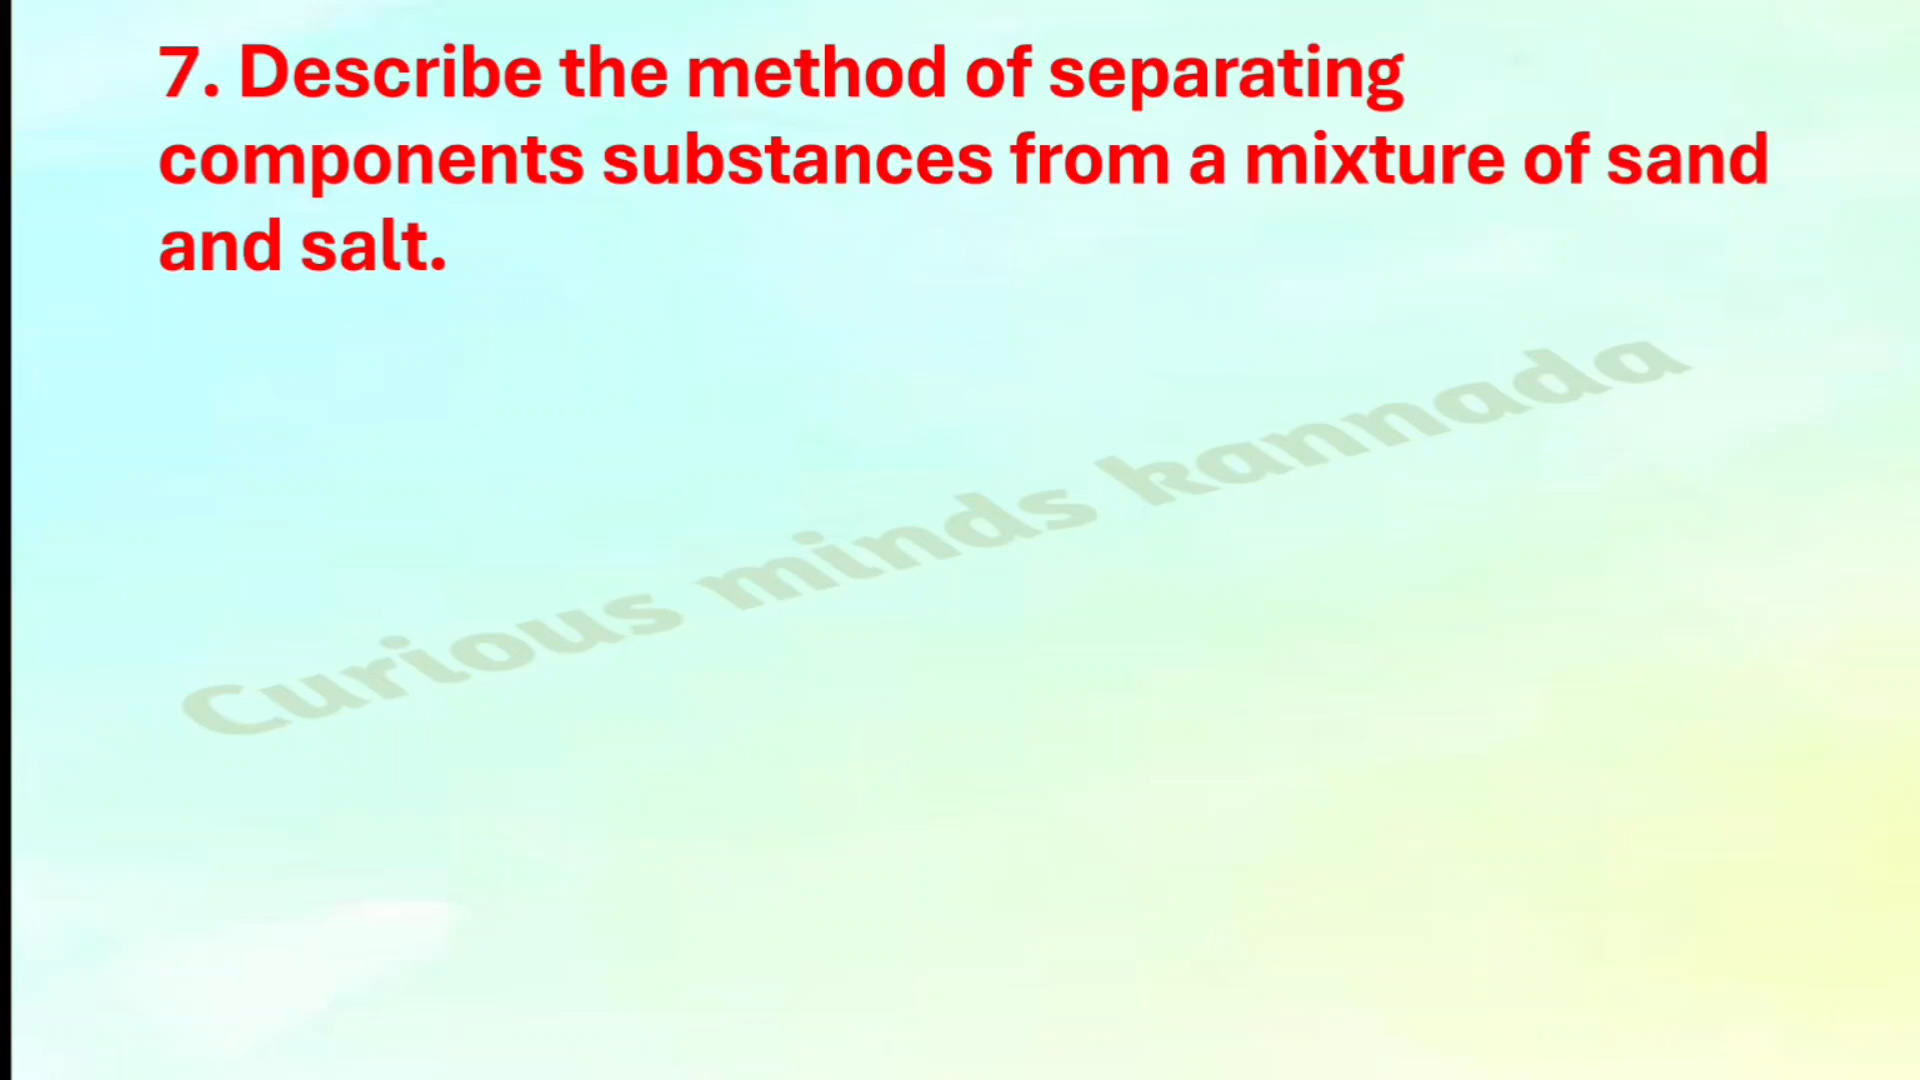 7. Describe the method of separating
components substances from a mixture of sand
and salt.
Curious minds kannada